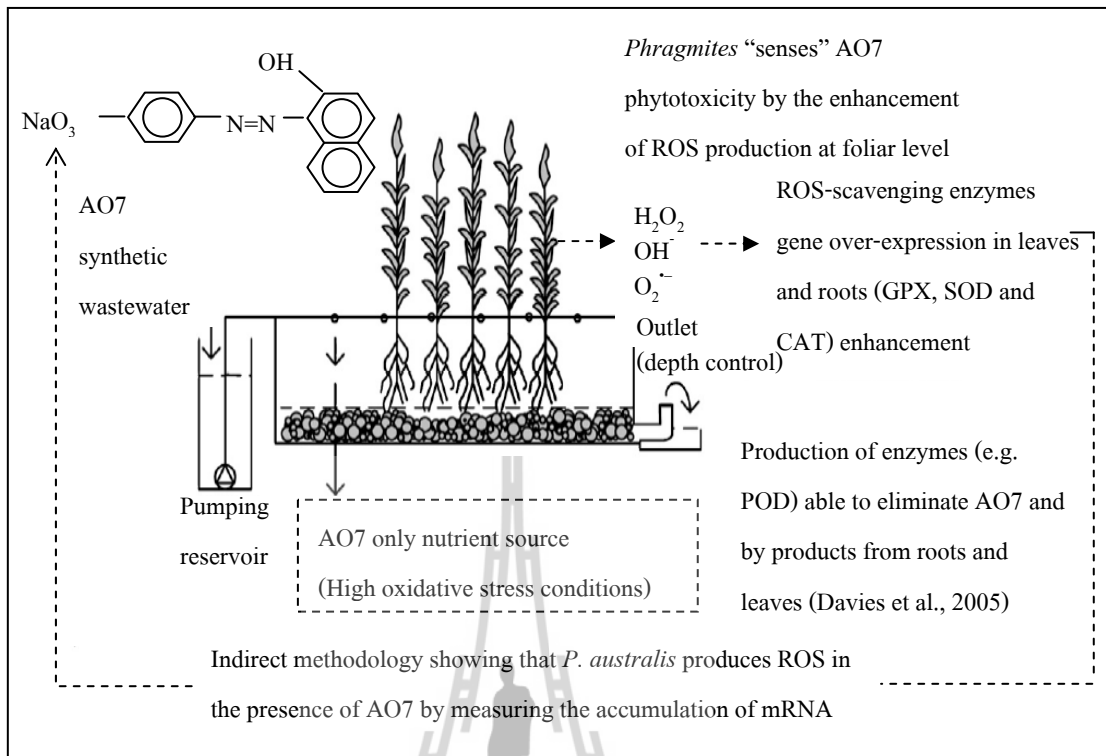 OH
NaO₃
N=N
Phragmites “senses” AO7
phytotoxicity by the enhancement
of ROS production at foliar level
AO7
synthetic
wastewater
H₂O₂
OH⁻
O₂•–
ROS-scavenging enzymes
gene over-expression in leaves
and roots (GPX, SOD and
CAT) enhancement
Outlet
(depth control)
Pumping
reservoir
AO7 only nutrient source
(High oxidative stress conditions)
Production of enzymes (e.g.
POD) able to eliminate AO7 and
by products from roots and
leaves (Davies et al., 2005)
Indirect methodology showing that P. australis produces ROS in
the presence of AO7 by measuring the accumulation of mRNA